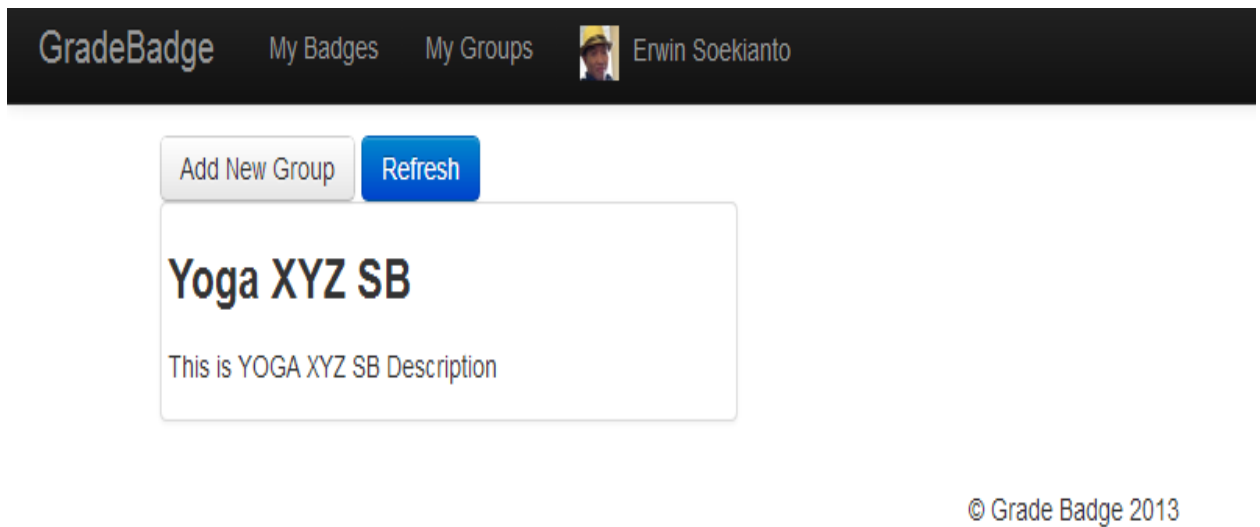 GradeBadge My Badges My Groups Erwin Soekianto
Add New Group Refresh
Yoga XYZ SB
This is YOGA XYZ SB Description
© Grade Badge 2013